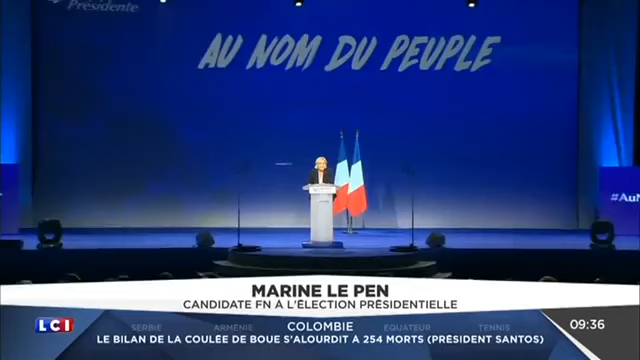 Présidente
AU NOM DU PEUPLE
#AuN
MARINE LE PEN
CANDIDATE FN A L'ÉLECTION PRÉSIDENTIELLE
LCI
SERBIE ARMÉNIE COLOMBIE EQUATEUR TENNIS
09:36
LE BILAN DE LA COULÉE DE BOUE S'ALOURDIT À 254 MORTS (PRÉSIDENT SANTOS)